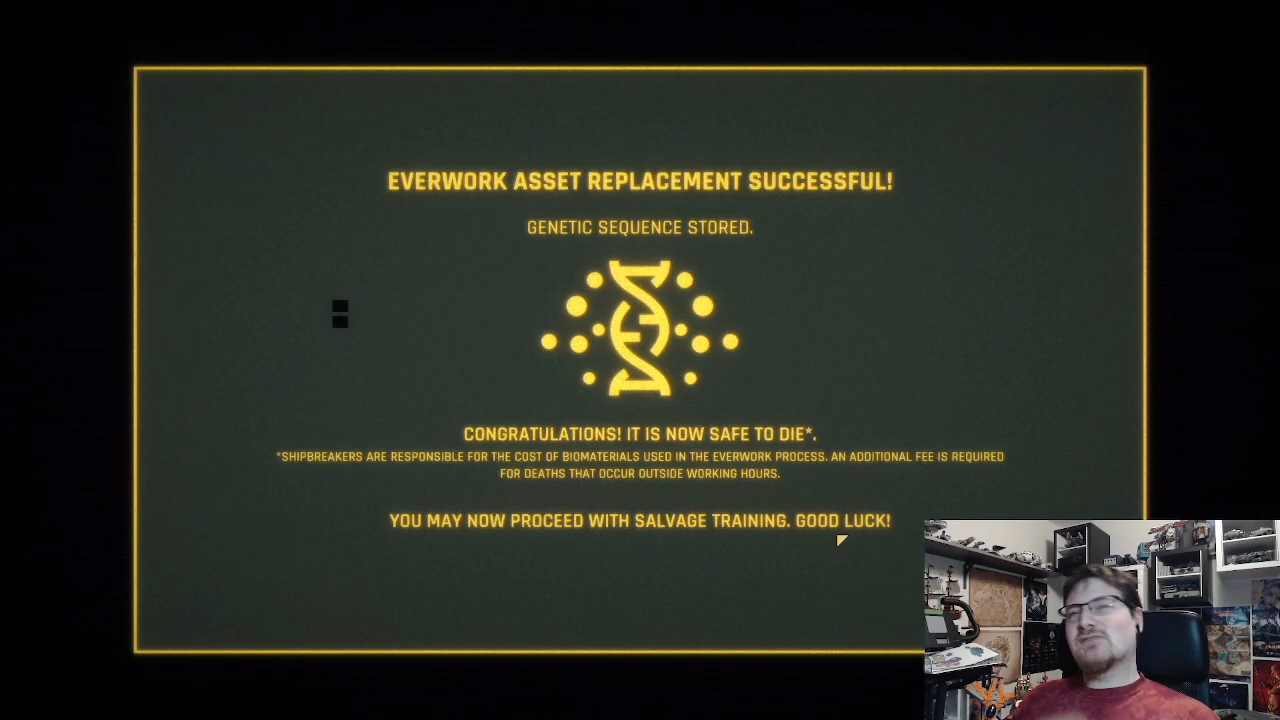 EVERWORK ASSET REPLACEMENT SUCCESSFUL!
GENETIC SEQUENCE STORED.
CONGRATULATIONS! IT IS NOW SAFE TO DIE*.
*SHIPBREAKERS ARE RESPONSIBLE FOR THE COST OF BIOMATERIALS USED IN THE EVERWORK PROCESS. AN ADDITIONAL FEE IS REQUIRED
FOR DEATHS THAT OCCUR OUTSIDE WORKING HOURS.
YOU MAY NOW PROCEED WITH SALVAGE TRAINING. GOOD LUCK!